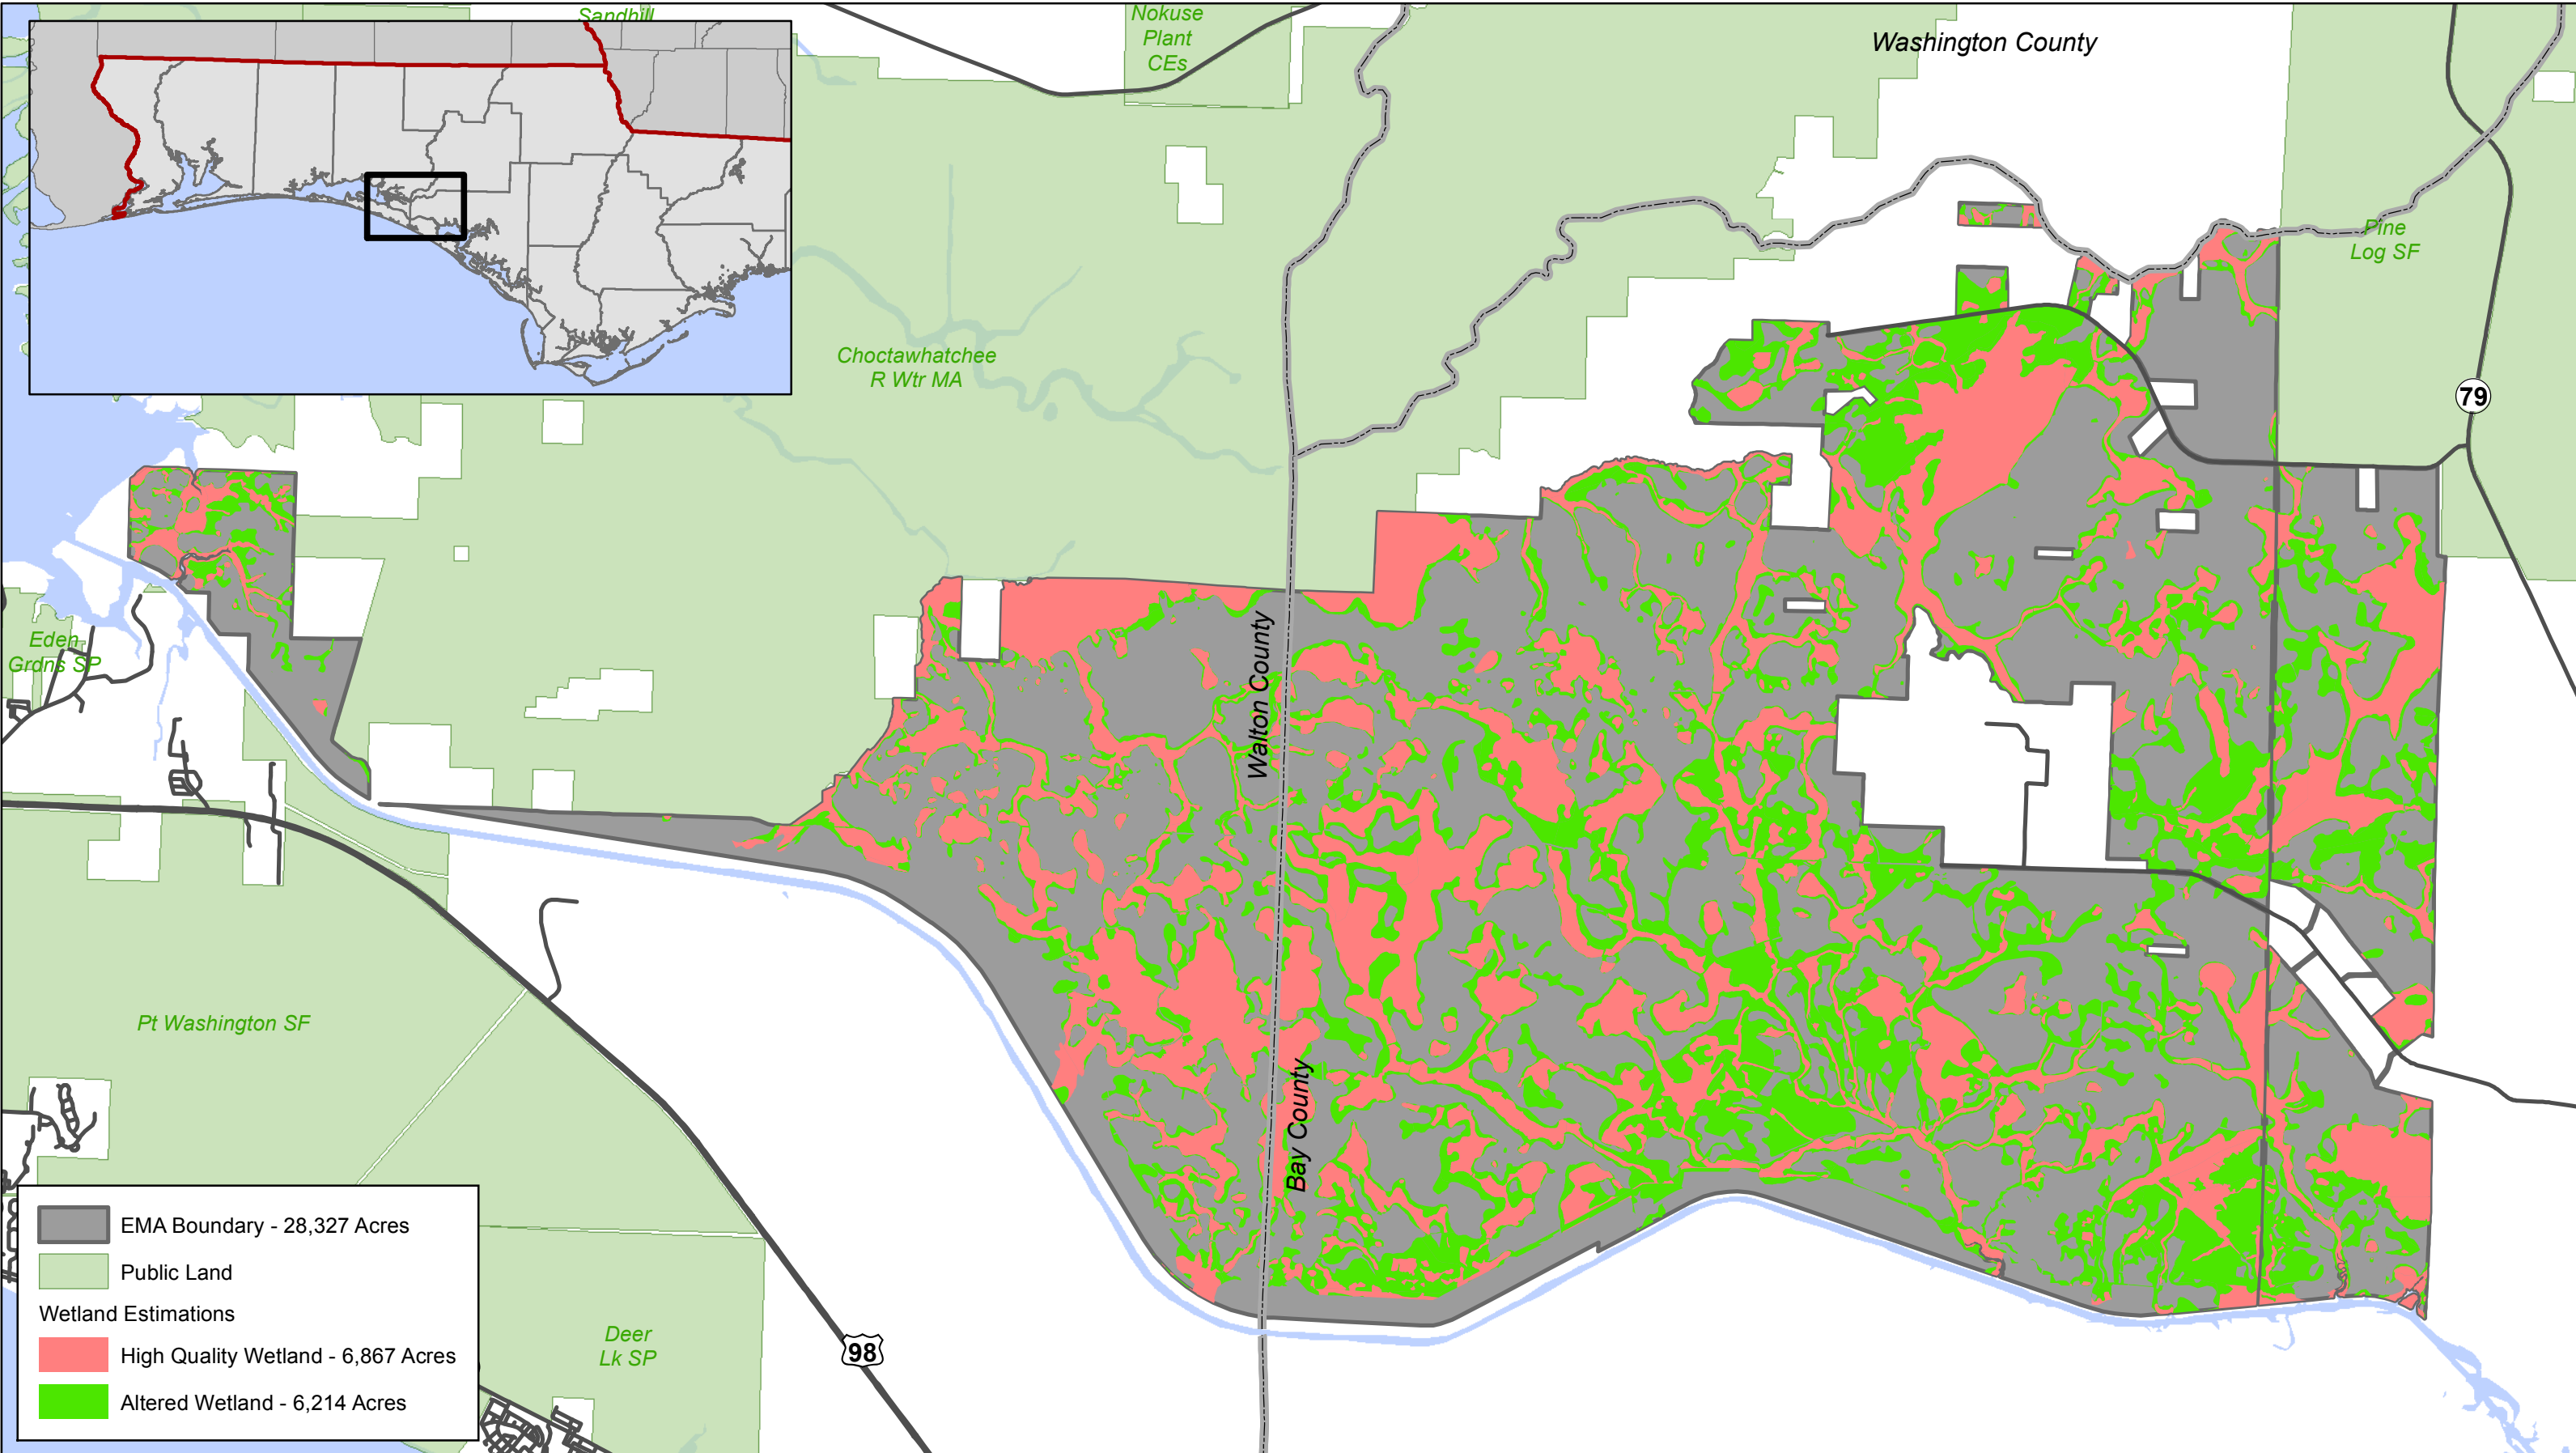 Sandhill
Nokuse
Plant
CEs
Washington County
Pine
Log SF
Choctawhatchee
R Wtr MA
79
Eden
Grdns SP
Walton County
Bay County
Pt Washington SF
Deer
Lk SP
98
EMA Boundary - 28,327 Acres
Public Land
Wetland Estimations
High Quality Wetland - 6,867 Acres
Altered Wetland - 6,214 Acres